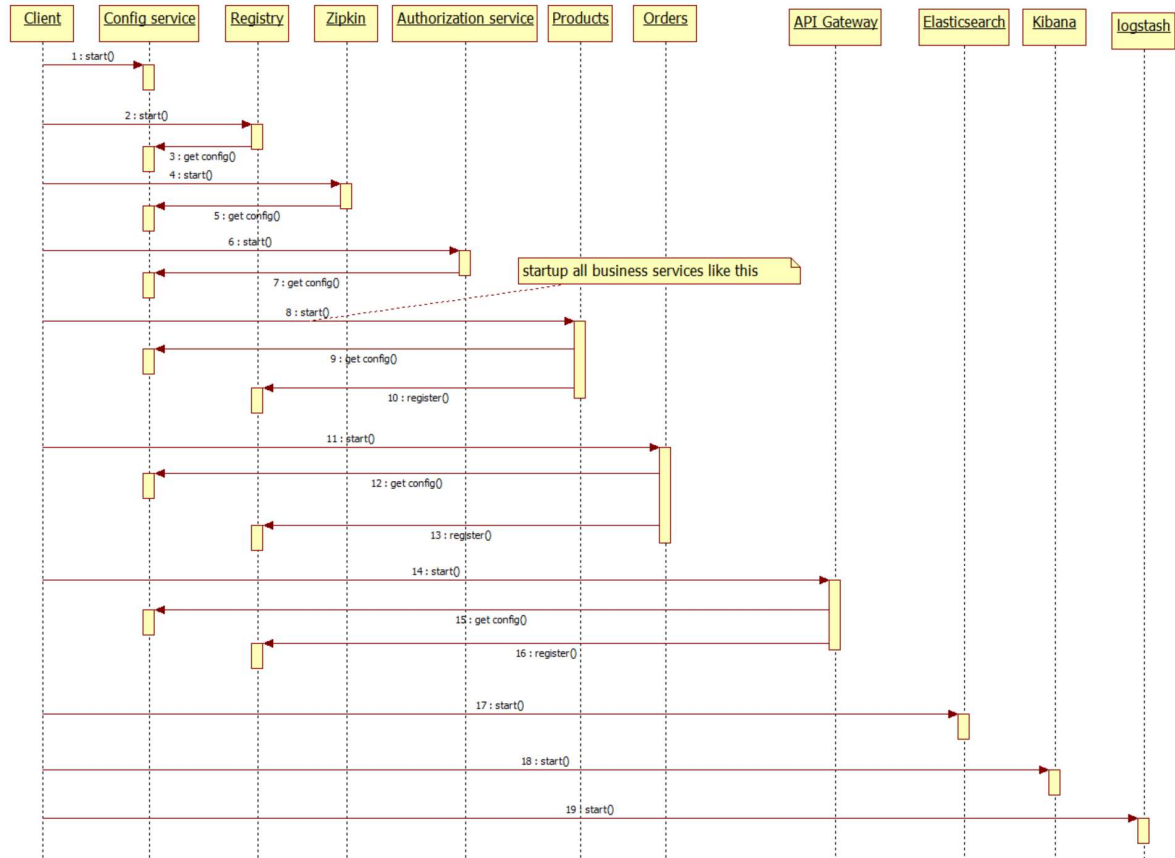 Client
Config service
Registry
Zipkin
Authorization service
Products
Orders
API Gateway
Elasticsearch
Kibana
logstash
1 : start()
2 : start()
3 : get config()
4 : start()
5 : get config()
6 : start()
startup all business services like this
7 : get config()
8 : start()
9 : get config()
10 : register()
11 : start()
12 : get config()
13 : register()
14 : start()
15 : get config()
16 : register()
17 : start()
18 : start()
19 : start()